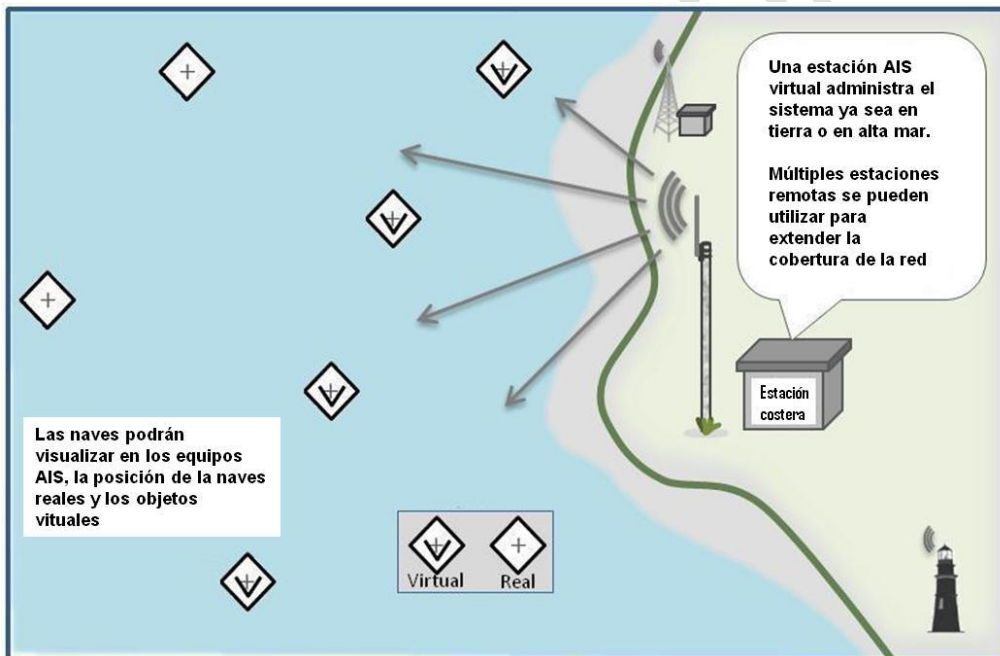 Una estación AIS
virtual administra el
sistema ya sea en
tierra o en alta mar.
Múltiples estaciones
remotas se pueden
utilizar para
extender la
cobertura de la red
Estación
costera
Las naves podrán
visualizar en los equipos
AIS, la posición de la naves
reales y los objetos
vituales
V
V
V
V
V
Virtual Real